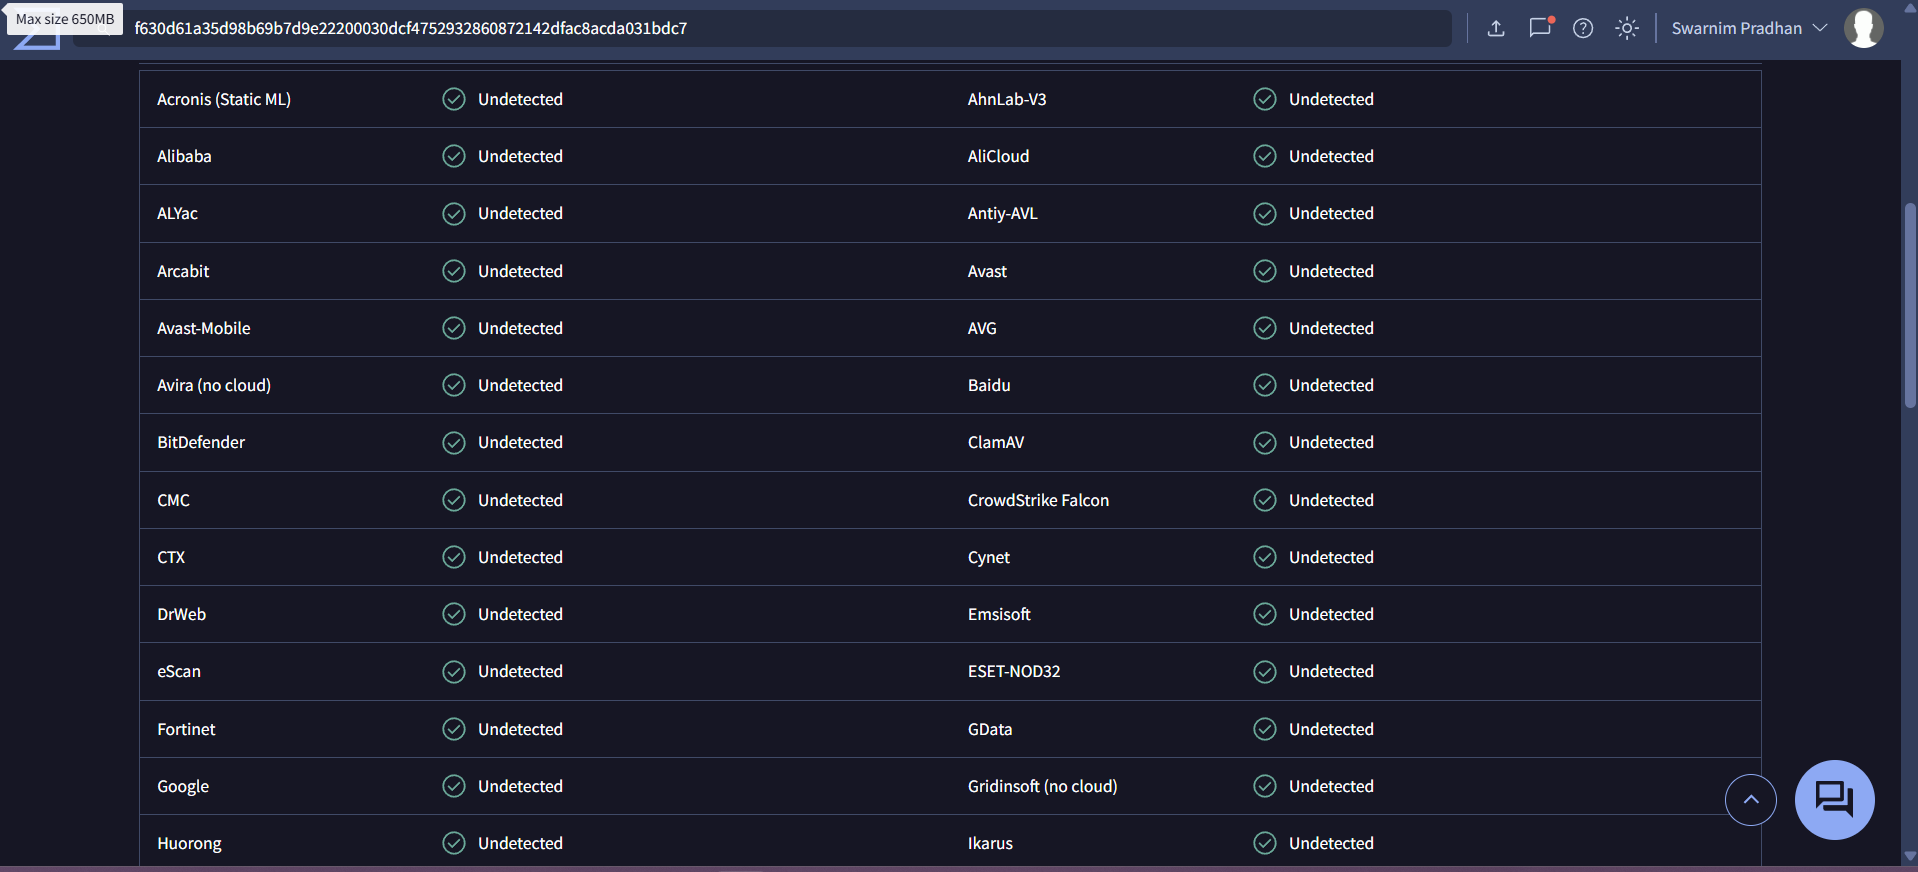 Max size 650MB
f630d61a35d98b69b7d9e22200030dcf4752932860872142dfac8acda031bdc7
Swarnim Pradhan
Acronis (Static ML) Undetected AhnLab-V3 Undetected
Alibaba Undetected AliCloud Undetected
ALYac Undetected Antiy-AVL Undetected
Arcabit Undetected Avast Undetected
Avast-Mobile Undetected AVG Undetected
Avira (no cloud) Undetected Baidu Undetected
BitDefender Undetected ClamAV Undetected
CMC Undetected CrowdStrike Falcon Undetected
CTX Undetected Cynet Undetected
DrWeb Undetected Emsisoft Undetected
eScan Undetected ESET-NOD32 Undetected
Fortinet Undetected GData Undetected
Google Undetected Gridinsoft (no cloud) Undetected
Huorong Undetected Ikarus Undetected